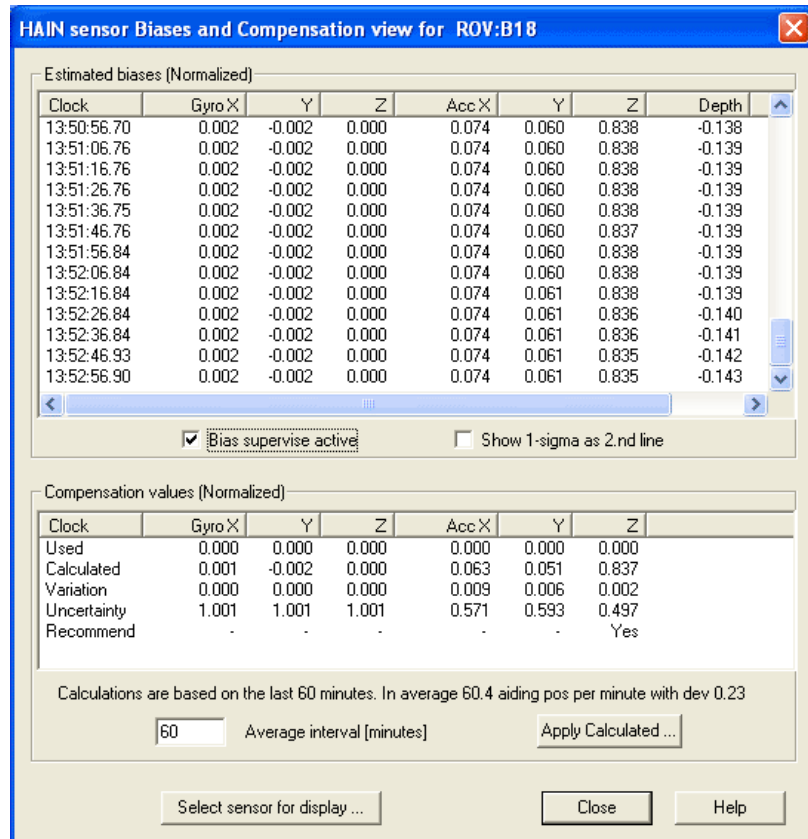 HAIN sensor Biases and Compensation view for ROV:B18
Estimated biases (Normalized)
Clock Gyro X Y Z Acc X Y Z Depth
13:50:56.70 0.002 -0.002 0.000 0.074 0.060 0.838 -0.138
13:51:06.76 0.002 -0.002 0.000 0.074 0.060 0.838 -0.139
13:51:16.76 0.002 -0.002 0.000 0.074 0.060 0.838 -0.139
13:51:26.76 0.002 -0.002 0.000 0.074 0.060 0.838 -0.139
13:51:36.75 0.002 -0.002 0.000 0.074 0.060 0.838 -0.139
13:51:46.76 0.002 -0.002 0.000 0.074 0.060 0.837 -0.139
13:51:56.84 0.002 -0.002 0.000 0.074 0.060 0.838 -0.139
13:52:06.84 0.002 -0.002 0.000 0.074 0.060 0.838 -0.139
13:52:16.84 0.002 -0.002 0.000 0.074 0.061 0.838 -0.139
13:52:26.84 0.002 -0.002 0.000 0.074 0.061 0.836 -0.140
13:52:36.84 0.002 -0.002 0.000 0.074 0.061 0.836 -0.141
13:52:46.93 0.002 -0.002 0.000 0.074 0.061 0.835 -0.142
13:52:56.90 0.002 -0.002 0.000 0.074 0.061 0.835 -0.143
Bias supervise active Show 1-sigma as 2.nd line
Compensation values (Normalized)
Clock Gyro X Y Z Acc X Y Z
Used 0.000 0.000 0.000 0.000 0.000 0.000
Calculated 0.001 -0.002 0.000 0.063 0.051 0.837
Variation 0.000 0.000 0.000 0.009 0.006 0.002
Uncertainty 1.001 1.001 1.001 0.571 0.593 0.497
Recommend - - - - - Yes
Calculations are based on the last 60 minutes. In average 60.4 aiding pos per minute with dev 0.23
60 Average interval [minutes] Apply Calculated ...
Select sensor for display ... Close Help